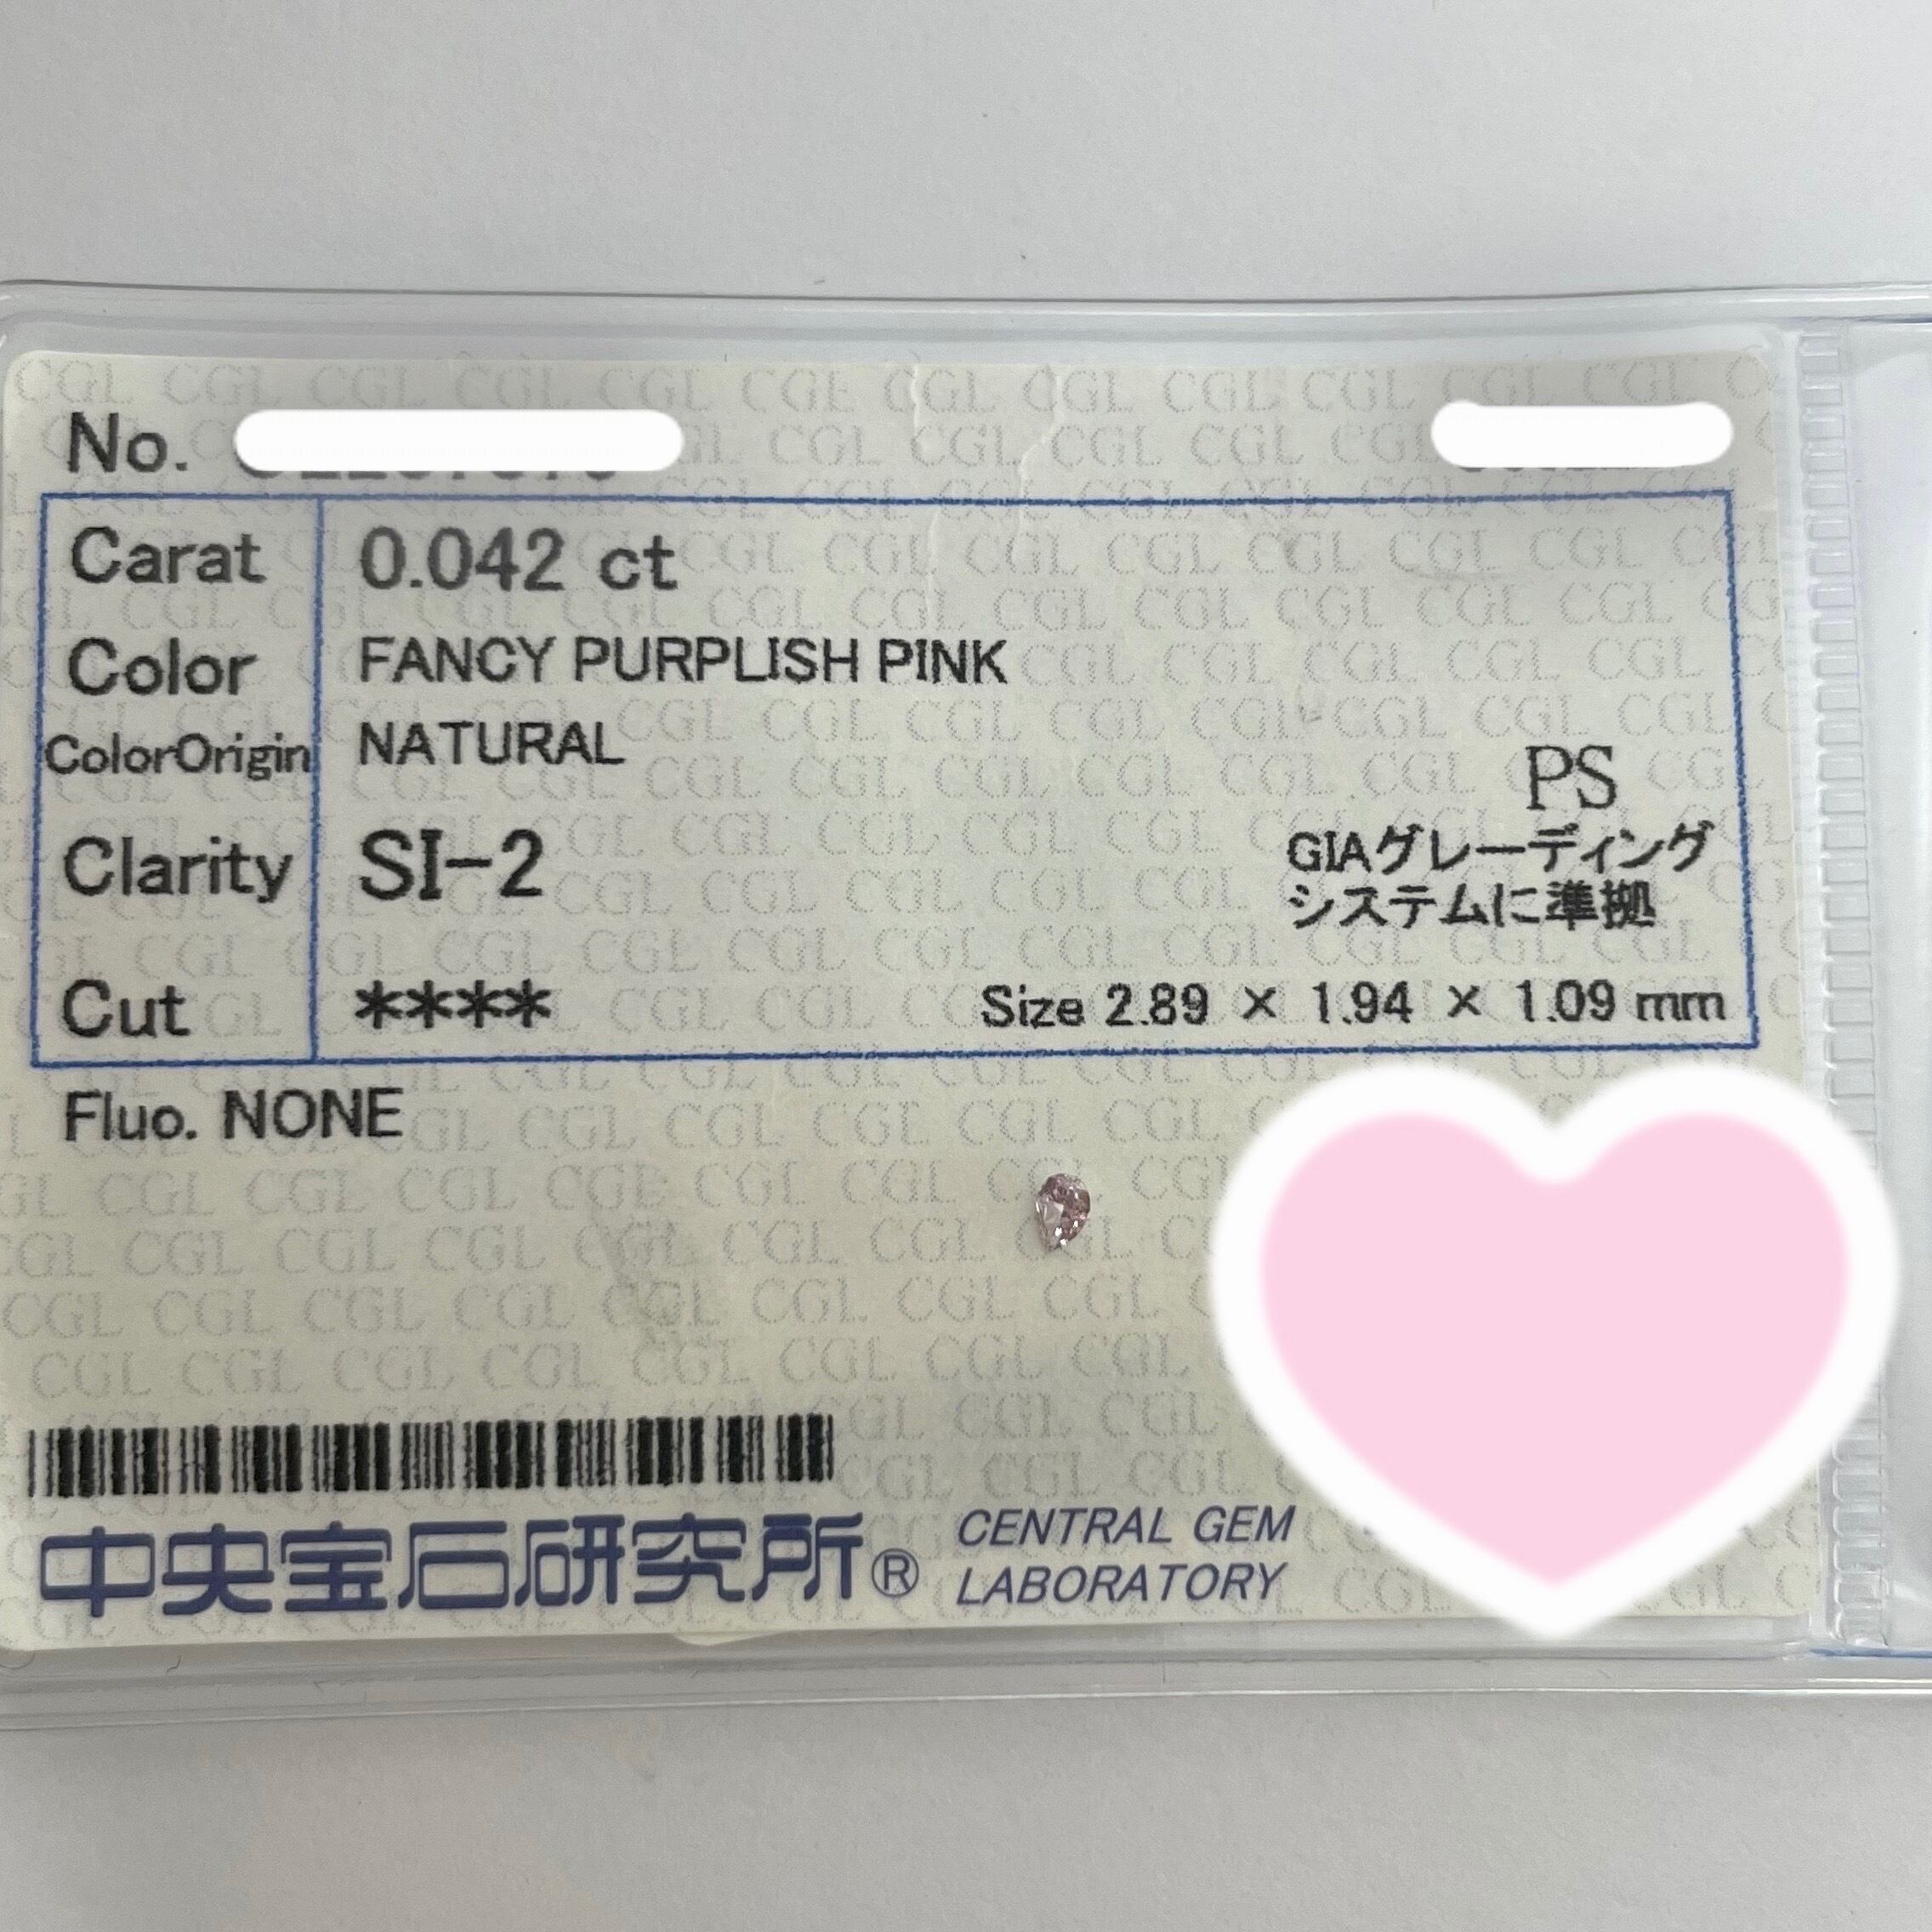 No.
Carat 0.042 ct
Color FANCY PURPLISH PINK
ColorOrigin NATURAL
PS
Clarity SI-2
GIAグレーディング
システムに準拠
Cut ****
Size 2.89 × 1.94 × 1.09 mm
Fluo. NONE
中央宝石研究所®
CENTRAL GEM
LABORATORY